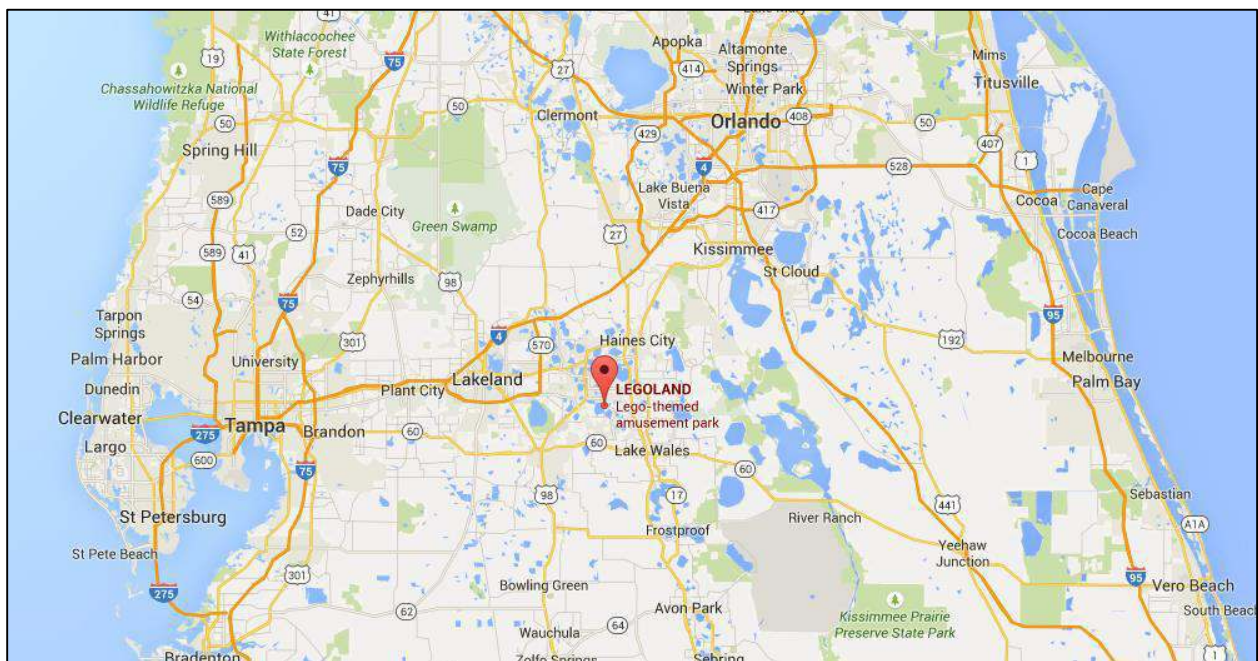 41
Lake Mary
Withlacoochee
State Forest
Apopka
Altamonte
Springs
Mims
19
75
27
414
Titusville
Chassahowitzka National
Wildlife Refuge
Winter Park
50
50
Clermont
Orlando
408
50
50
429
Spring Hill
407
75
4
528
1
589
Lake Buena
Vista
Cape
Canaveral
Dade City
417
Cocoa
Green Swamp
27
52
Cocoa Beach
589
41
Kissimmee
Zephyrhills
98
St Cloud
54
75
95
Tarpon
Springs
301
4
570
Haines City
192
Palm Harbor
University
Melbourne
Dunedin
Plant City
Lakeland
LEGOLAND
Lego-themed
amusement park
Palm Bay
Clearwater
275
Tampa
Brandon
60
60
Lake Wales
Largo
600
75
60
98
17
Sebastian
441
St Petersburg
River Ranch
A1A
Frostproof
St Pete Beach
Yeehaw
Junction
301
95
275
Bowling Green
Vero Beach
62
Avon Park
Kissimmee Prairie
Preserve State Park
South Beach
64
Wauchula
1
Bradenton
Zolfo Springs
Sebring